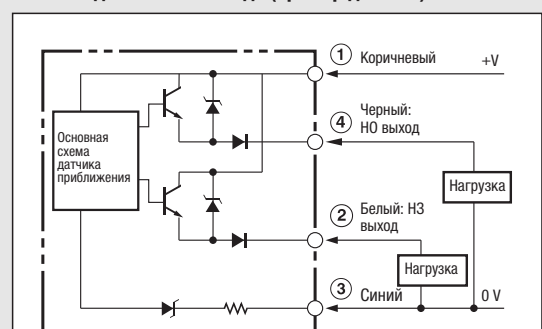 1 Коричневый +V
4 Черный:
НО выход
Основная
схема
датчика
приближения
Нагрузка
2 Белый: НЗ
выход
Нагрузка
3 Синий 0 V